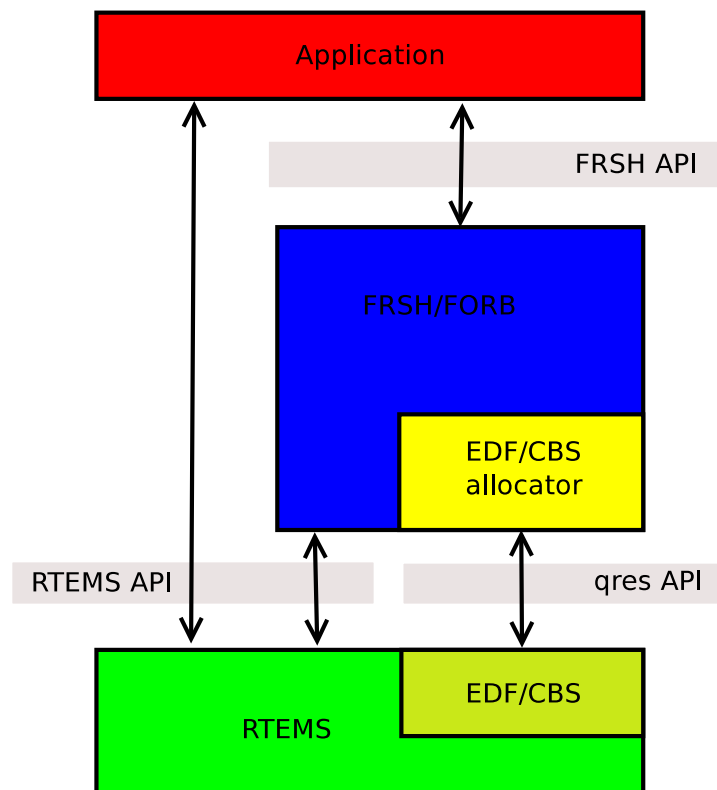 Application
FRSH API
FRSH/FORB
EDF/CBS
allocator
RTEMS API
qres API
EDF/CBS
RTEMS